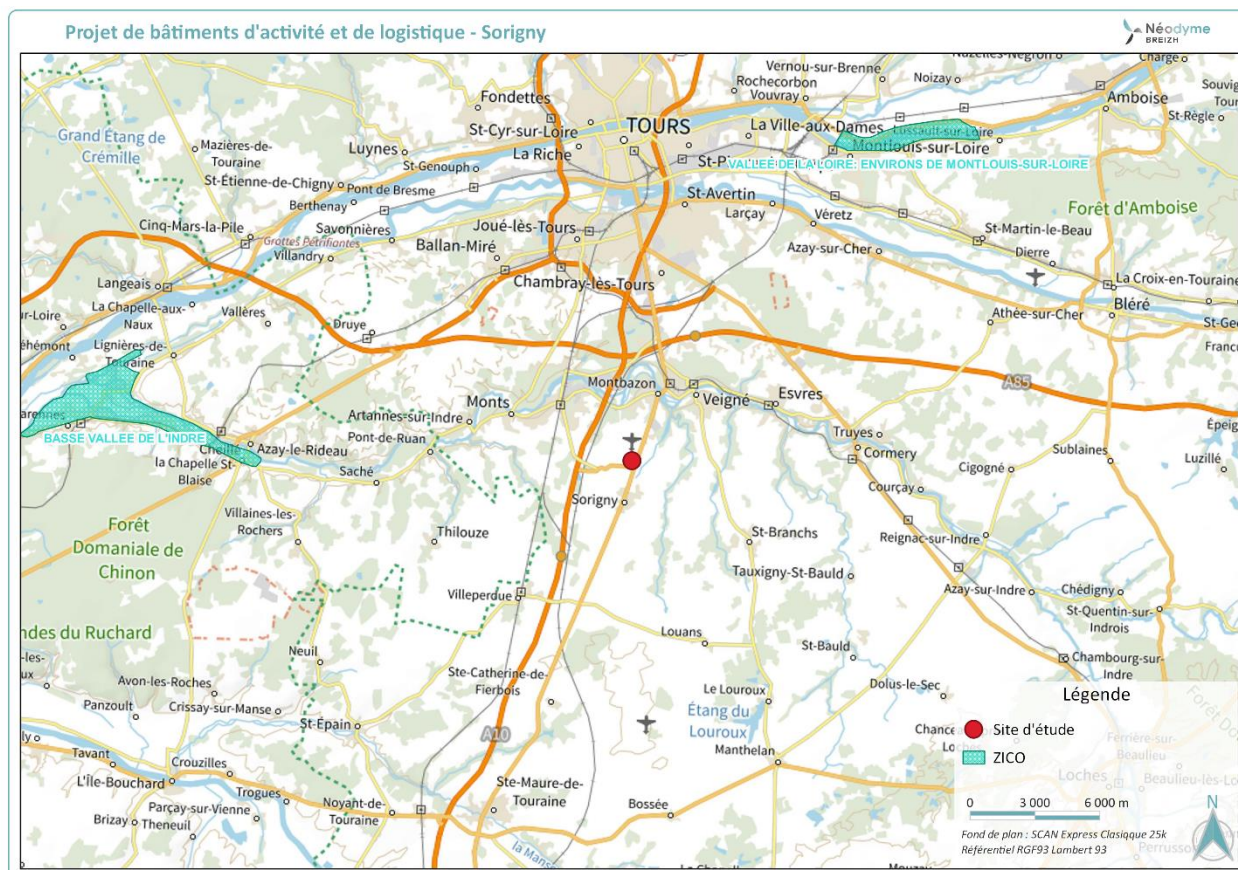 Projet de bâtiments d'activité et de logistique - Sorigny
Néodyme
BREIZH
Vernou-sur-Brenne
Charge
Rochecorbon
Noizay
Vouvray
Amboise
Fondettes
St-Règle
Grand Étang de
Crémille
Mazières-de-
Touraine
Luynes
St-Cyr-sur-Loire
TOURS
La Riche
La Ville-aux-Dames
Lussault-sur-Loire
Montlouis-sur-Loire
St-Genouph
VALLEE DE LA LOIRE: ENVIRONS DE MONTLOUIS-SUR-LOIRE
St-Étienne-de-Chigny
Pont de Bresme
Berthenay
St-Avertin
Larçay
Véretz
Forêt d'Amboise
Cinq-Mars-la-Pile
Savonnières
Grottes Pétrifiantes
Villandry
Joué-lès-Tours
Ballan-Miré
Azay-sur-Cher
St-Martin-le-Beau
Dierre
Langeais
Chambray-lès-Tours
La Croix-en-Touraine
Bléré
La Chapelle-aux-
Naux
Vallères
Druye
Athée-sur-Cher
Lignières-de-
Touraine
A85
Montbazon
Veigné
Esvres
Monts
Artannes-sur-Indre
Pont-de-Ruan
BASSE VALLEE DE L'INDRE
Cheillé
Azay-le-Rideau
la Chapelle St-
Blaise
Saché
Truyes
Cormery
Sublaines
Luzillé
Cigogné
Courçay
Sorigny
Villaines-les-
Rochers
Thilouze
St-Branchs
Reignac-sur-Indre
Forêt
Domaniale de
Chinon
Tauxigny-St-Bauld
Azay-sur-Indre
Chédigny
St-Quentin-sur-
Indrois
Villeperdue
Louans
St-Bauld
Chambourg-sur-
Indre
Neuil
Ste-Catherine-de-
Fierbois
Avon-les-Roches
Panzoult
Crissay-sur-Manse
Le Louroux
Dolus-le-Sec
Étang du
Louroux
St-Épain
A10
Manthelan
Tavant
Crouzilles
L'Île-Bouchard
Trogues
Parçay-sur-Vienne
Brizay
Theneuil
Noyant-de-
Touraine
Ste-Maure-de-
Touraine
Bossée
Loches
Légende
Site d'étude
ZICO
0 3 000 6 000 m
Fond de plan : SCAN Express Clasiqque 25k
Référentiel RGF93 Lambert 93
N